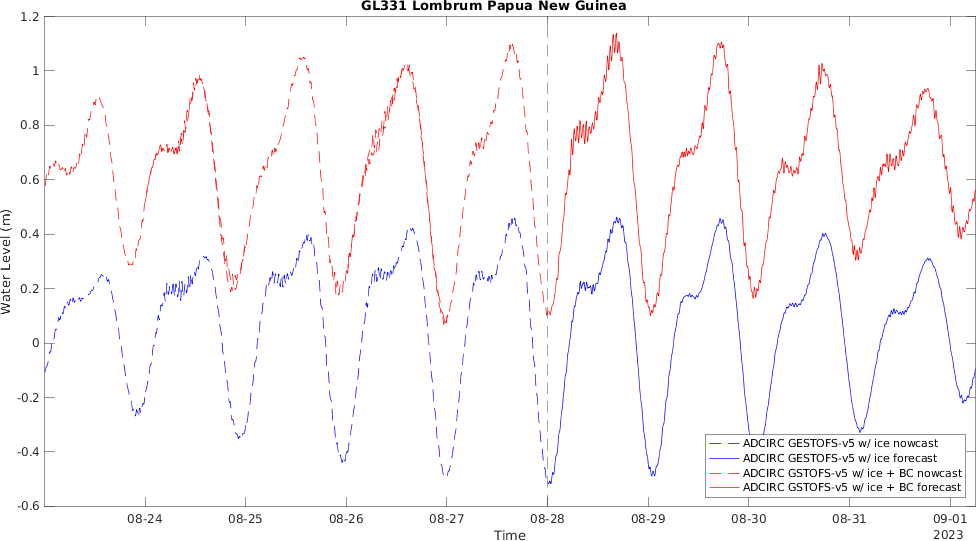 GL331 Lombrum Papua New Guinea
1.2
1
0.8
0.6
0.4
0.2
0
-0.2
-0.4
-0.6
Water Level (m)
ADCIRC GESTOFS-v5 w/ ice nowcast
ADCIRC GESTOFS-v5 w/ ice forecast
ADCIRC GSTOFS-v5 w/ ice + BC nowcast
ADCIRC GSTOFS-v5 w/ ice + BC forecast
08-24 08-25 08-26 08-27 08-28 08-29 08-30 08-31 09-01
2023
Time